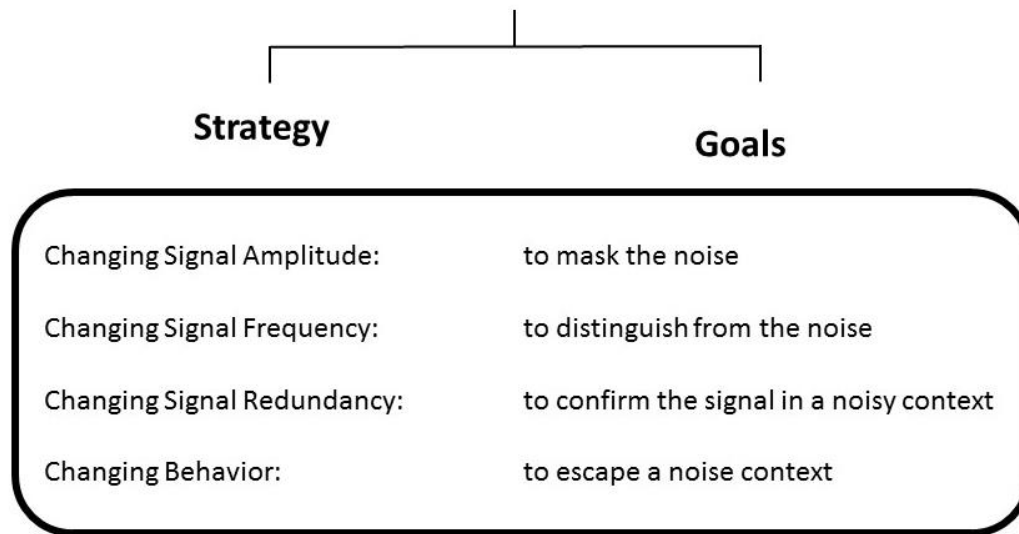 Strategy
Goals
Changing Signal Amplitude: to mask the noise
Changing Signal Frequency: to distinguish from the noise
Changing Signal Redundancy: to confirm the signal in a noisy context
Changing Behavior: to escape a noise context